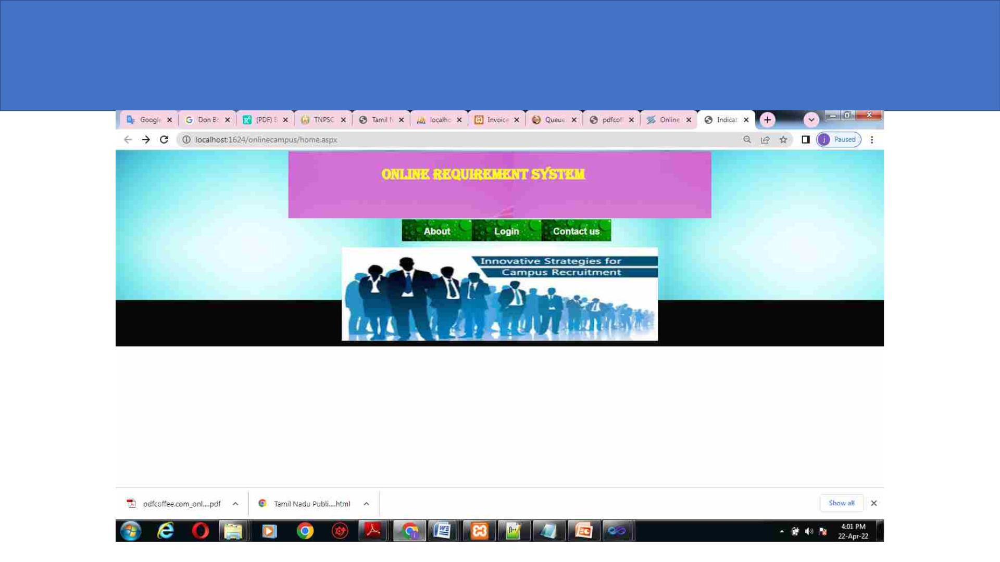 Google
Don B
(PDF) E
TNPSC
Tamil N
localho
Invoice
Queue
pdfcof
Online
Indicat
localhost:1624/onlinecampus/home.aspx
j Paused
ONLINE REQUIREMENT SYSTEM
About Login Contact us
Innovative Strategies for
Campus Recruitment
pdfcoffee.com_onl....pdf
Tamil Nadu Publi....html
Show all
4:01 PM
22-Apr-22